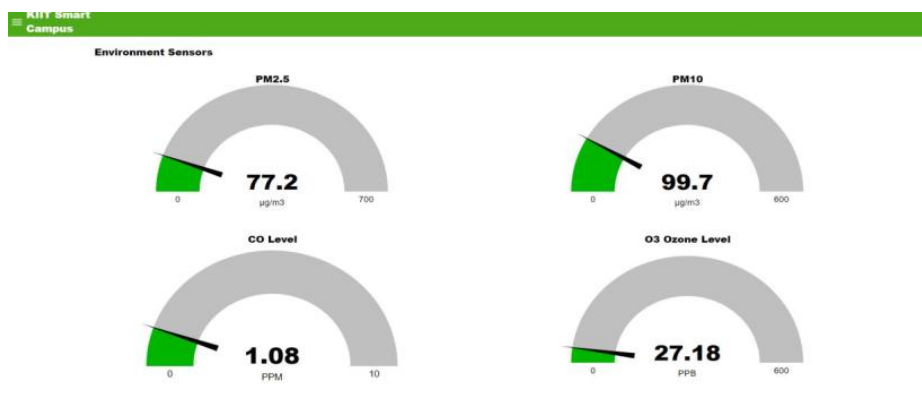 KIIT Smart
Campus
Environment Sensors
PM2.5
77.2
0
µg/m3
700
PM10
99.7
0
µg/m3
600
CO Level
1.08
0
PPM
10
O3 Ozone Level
27.18
0
PPB
600